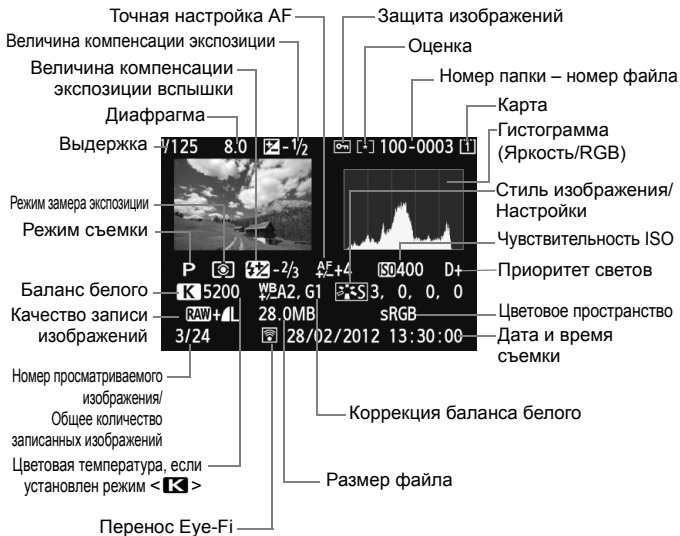 Точная настройка AF
Защита изображений
Величина компенсации экспозиции
Оценка
Величина компенсации
экспозиции вспышки
Номер папки – номер файла
Диафрагма
Карта
Выдержка
Гистограмма
(Яркость/RGB)
/125 8.0 -1/2 100-0003 1
Режим замера экспозиции
Стиль изображения/
Настройки
Режим съемки
Чувствительность ISO
P -2/3 AF+4 ISO400 D+
Приоритет светов
Баланс белого
K 5200 WB A2, G1 S 3, 0, 0, 0
Качество записи
изображений
RAW+L 28.0MB sRGB
Цветовое пространство
3/24 28/02/2012 13:30:00
Дата и время
съемки
Номер просматриваемого
изображения/
Общее количество
записанных изображений
Коррекция баланса белого
Цветовая температура, если
установлен режим < K >
Размер файла
Перенос Eye-Fi